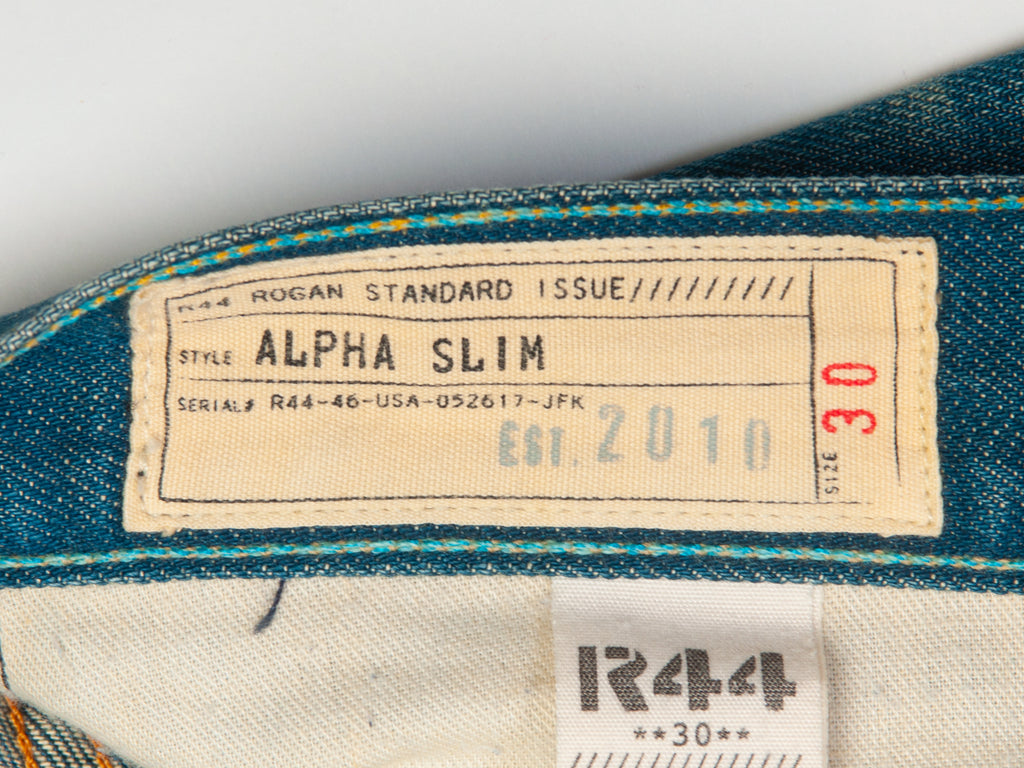 R44 ROGAN STANDARD ISSUE//////////
STYLE ALPHA SLIM
SERIAL# R44-46-USA-052617-JFK
EST. 2010
SIZE 30
R44
**30**
///////////////